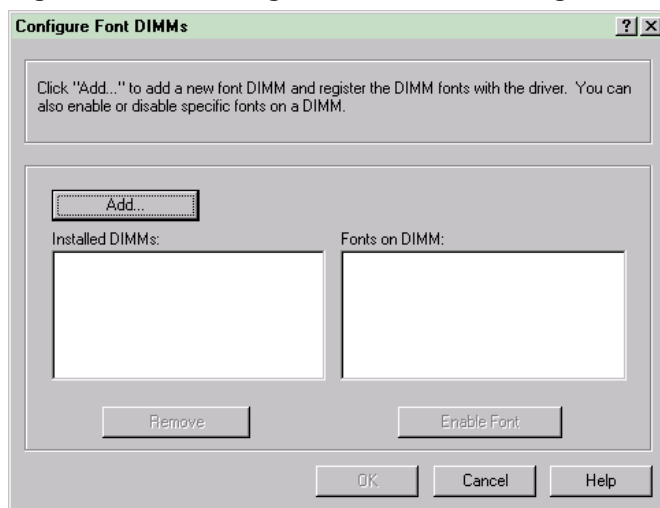 Configure Font DIMMs
Click "Add..." to add a new font DIMM and register the DIMM fonts with the driver. You can
also enable or disable specific fonts on a DIMM.
Add...
Installed DIMMs:
Fonts on DIMM:
Remove
Enable Font
OK
Cancel
Help